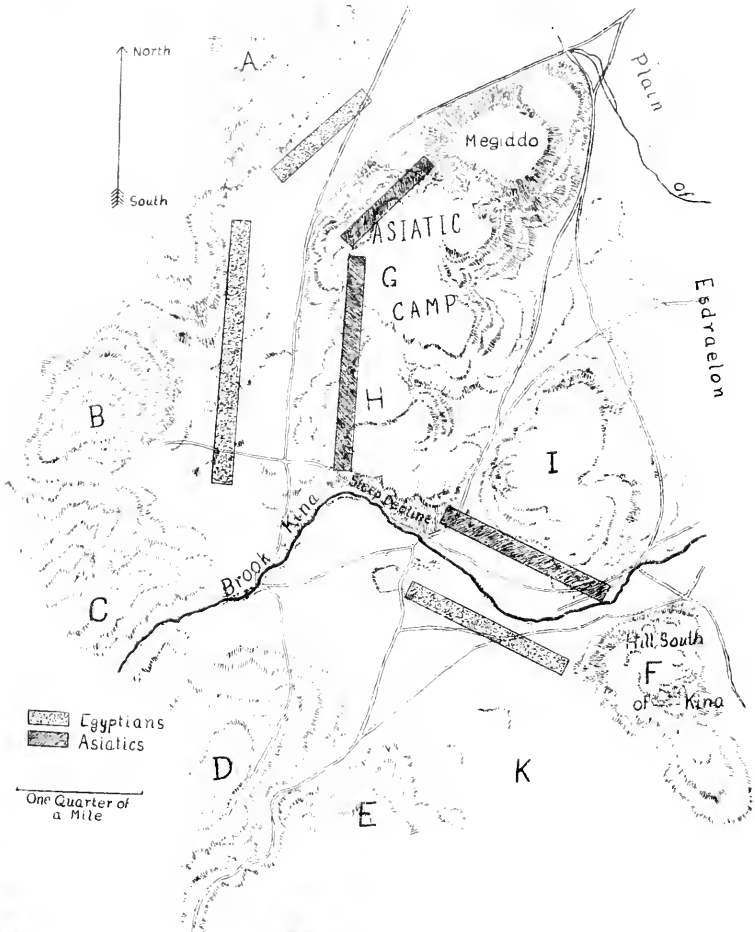 North
A
South
Plain
of
Esdraelon
Megiddo
ASIATIC
G
CAMP
B
H
I
Steep Decline
Brook Kina
C
Hill South
F
of Kina
Egyptians
Asiatics
D
K
E
One Quarter of
a Mile